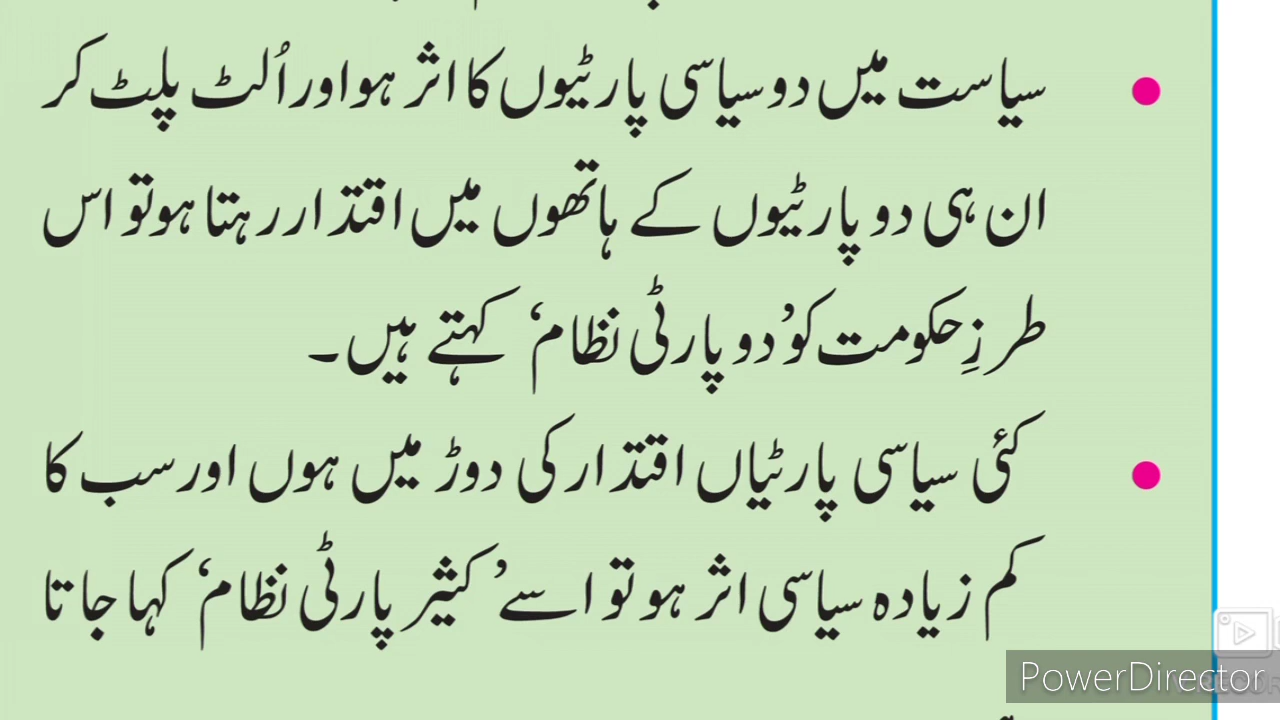 سیاست میں دو سیاسی پارٹیوں کا اثر ہو اور اُلٹ پلٹ کر
ان ہی دو پارٹیوں کے ہاتھوں میں اقتدار رہتا ہو تو اس
طرزِ حکومت کو ’دو پارٹی نظام‘ کہتے ہیں۔
کئی سیاسی پارٹیاں اقتدار کی دوڑ میں ہوں اور سب کا
کم زیادہ سیاسی اثر ہو تو اسے ’کثیر پارٹی نظام‘ کہا جاتا
PowerDirector